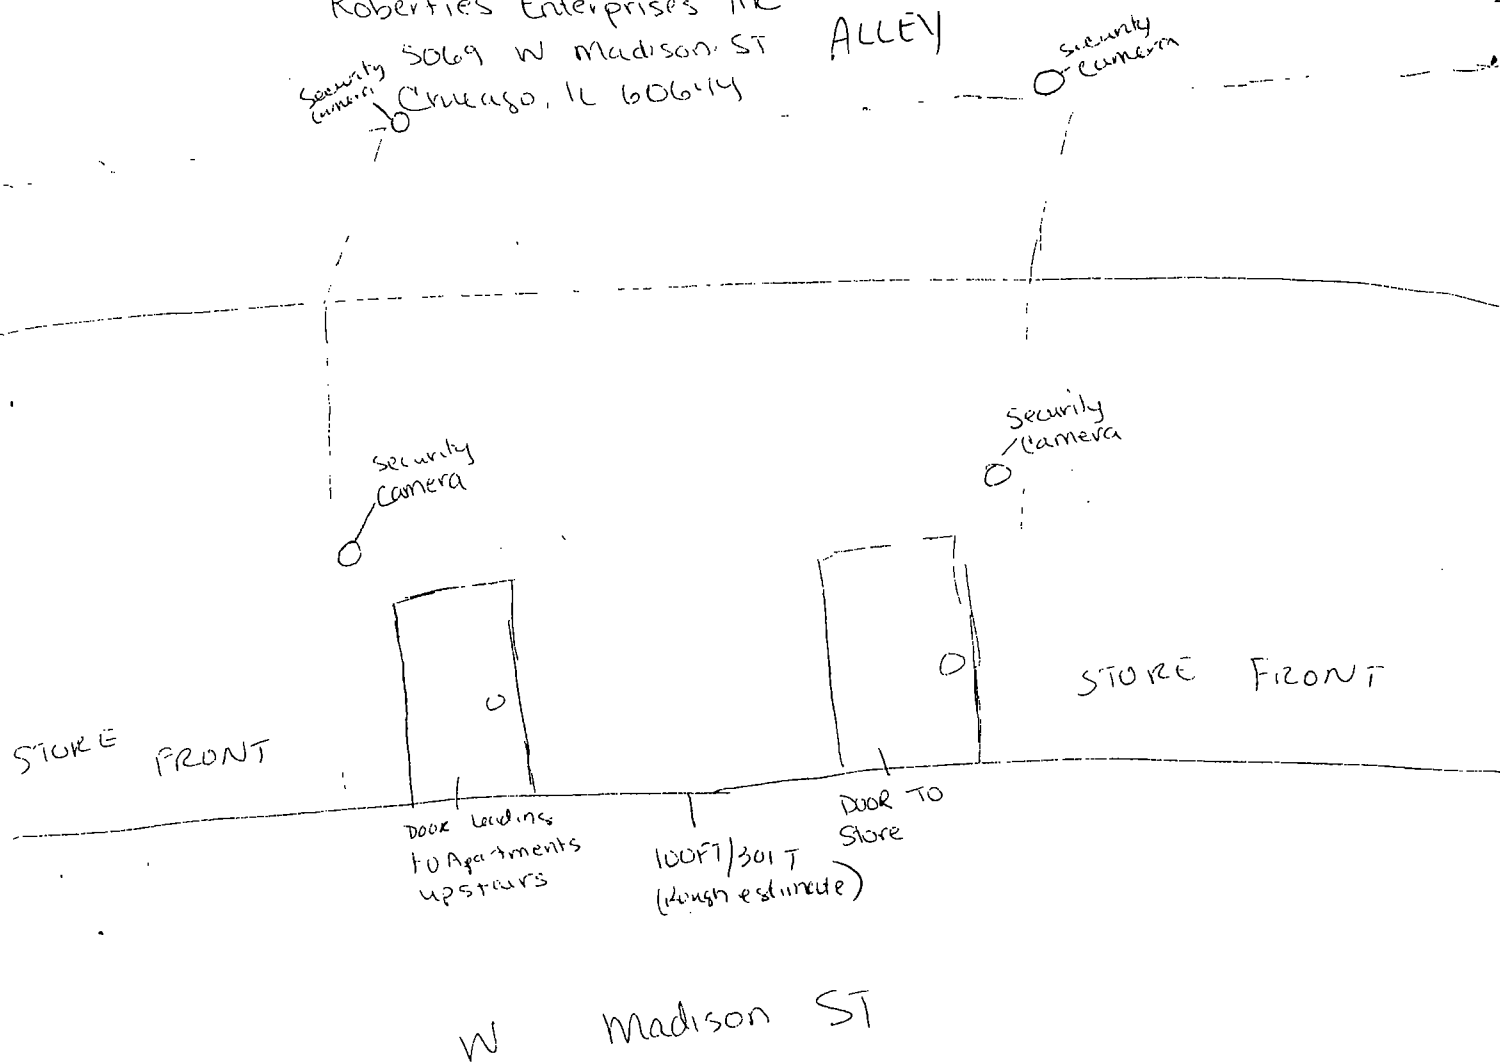 Roberties Enterprises Inc
5069 W Madison ST
Chicago, IL 60644
ALLEY
Security
camera
Security
camera
Security
camera
Security
camera
STORE FRONT
STORE FRONT
Door Leading
to Apartments
upstairs
100FT/30FT
(Rough estimate)
DOOR TO
Store
W Madison ST